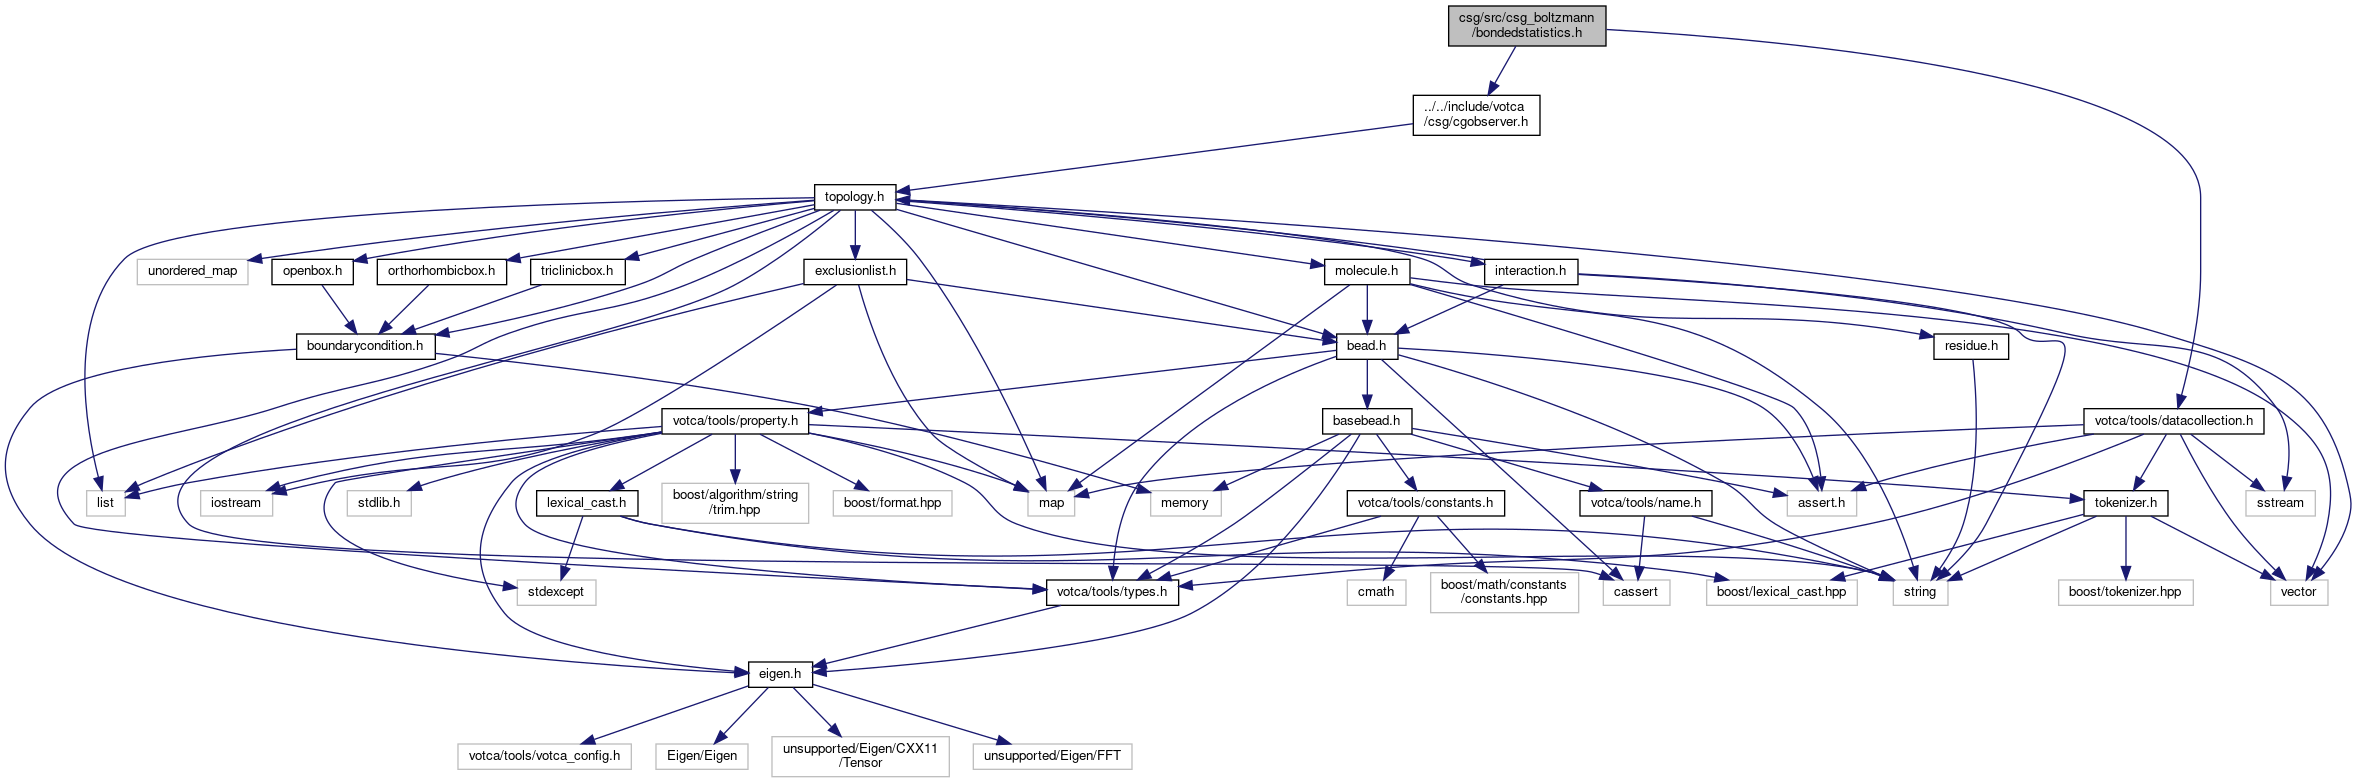 csg/src/csg_boltzmann
/bondedstatistics.h
../../include/votca
/csg/cgobserver.h
topology.h
unordered_map
openbox.h
orthorhombicbox.h
triclinicbox.h
exclusionlist.h
molecule.h
interaction.h
boundarycondition.h
bead.h
residue.h
votca/tools/property.h
basebead.h
votca/tools/datacollection.h
list
iostream
stdlib.h
lexical_cast.h
boost/algorithm/string
/trim.hpp
boost/format.hpp
map
memory
votca/tools/constants.h
votca/tools/name.h
assert.h
tokenizer.h
sstream
stdexcept
votca/tools/types.h
cmath
boost/math/constants
/constants.hpp
cassert
boost/lexical_cast.hpp
string
boost/tokenizer.hpp
vector
eigen.h
votca/tools/votca_config.h
Eigen/Eigen
unsupported/Eigen/CXX11
/Tensor
unsupported/Eigen/FFT